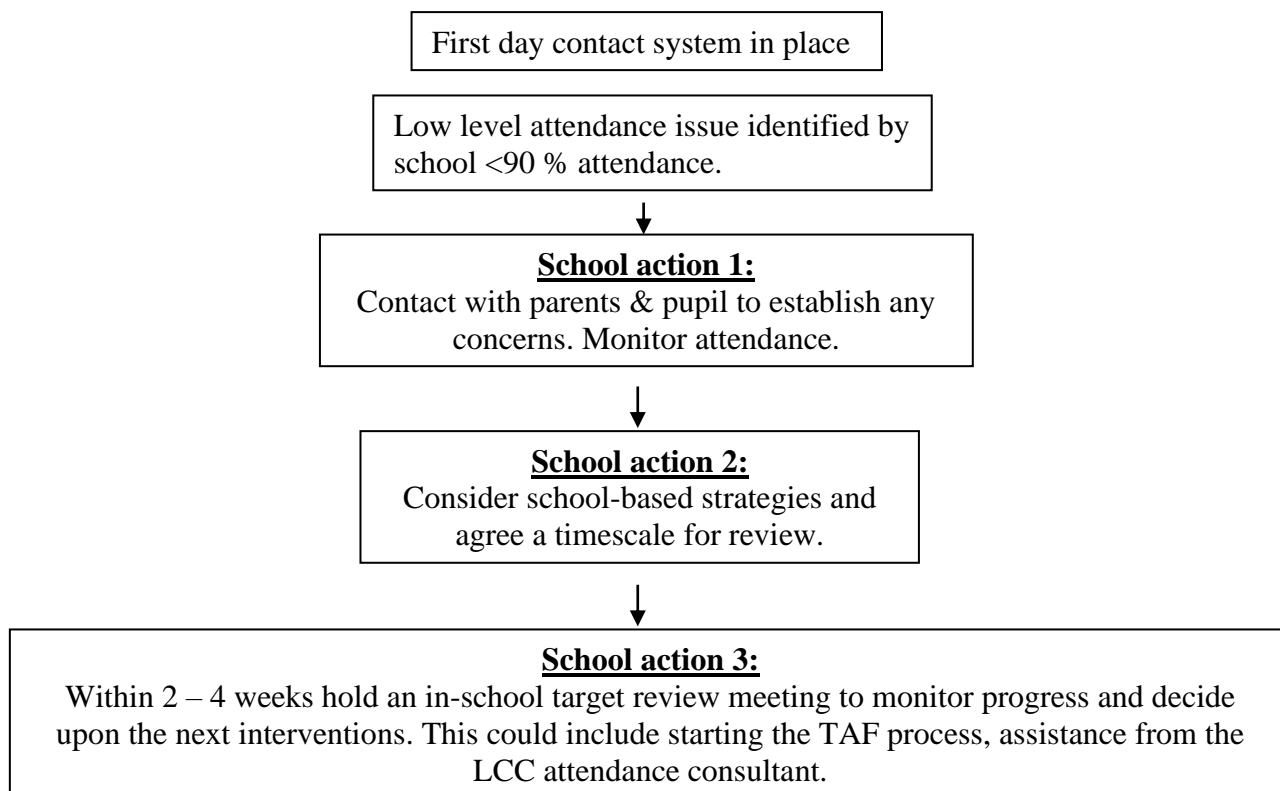 First day contact system in place
Low level attendance issue identified by
school <90 % attendance.
School action 1:
Contact with parents & pupil to establish any
concerns. Monitor attendance.
School action 2:
Consider school-based strategies and
agree a timescale for review.
School action 3:
Within 2 – 4 weeks hold an in-school target review meeting to monitor progress and decide
upon the next interventions. This could include starting the TAF process, assistance from the
LCC attendance consultant.